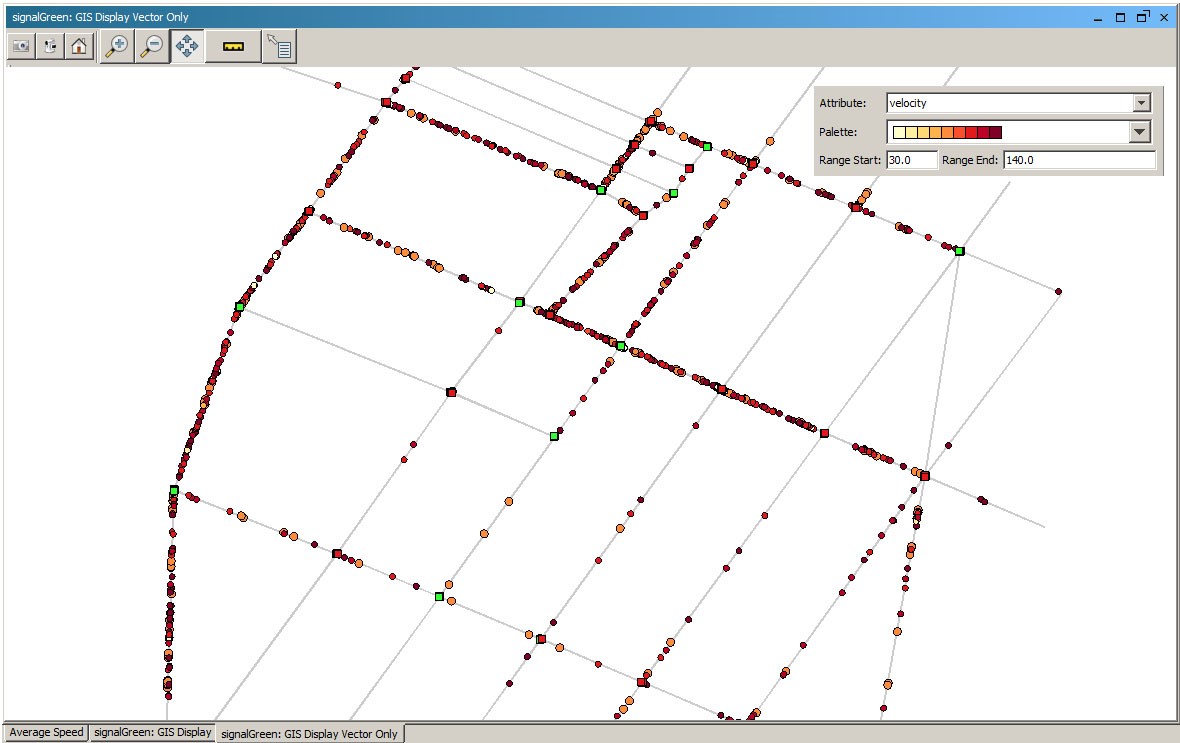 signalGreen: GIS Display Vector Only
Attribute: velocity
Palette:
Range Start: 30.0 Range End: 140.0
Average Speed signalGreen: GIS Display signalGreen: GIS Display Vector Only